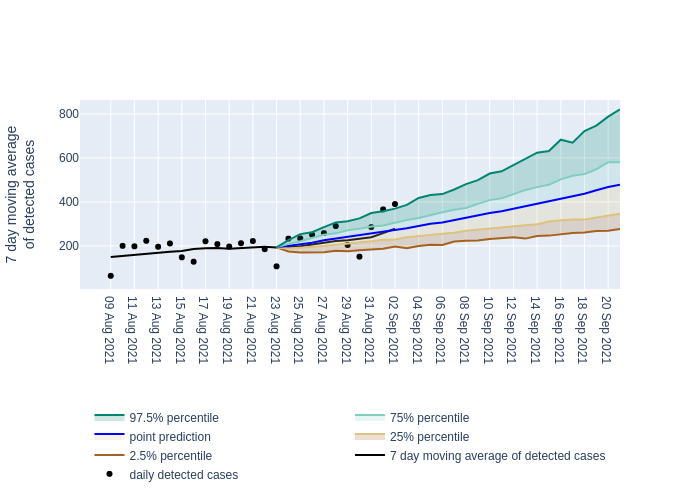 7 day moving average
of detected cases
800
600
400
200
09 Aug 2021
11 Aug 2021
13 Aug 2021
15 Aug 2021
17 Aug 2021
19 Aug 2021
21 Aug 2021
23 Aug 2021
25 Aug 2021
27 Aug 2021
29 Aug 2021
31 Aug 2021
02 Sep 2021
04 Sep 2021
06 Sep 2021
08 Sep 2021
10 Sep 2021
12 Sep 2021
14 Sep 2021
16 Sep 2021
18 Sep 2021
20 Sep 2021
97.5% percentile
75% percentile
point prediction
25% percentile
2.5% percentile
7 day moving average of detected cases
daily detected cases